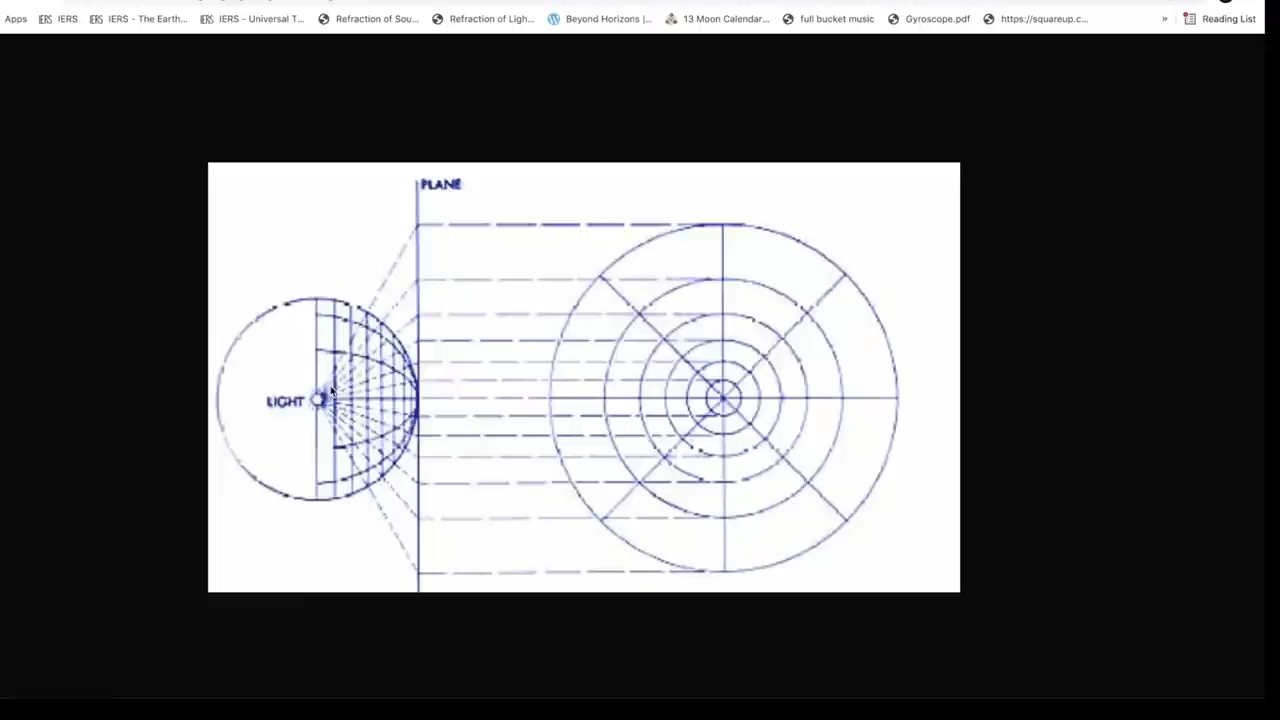 Apps IERS IERS - The Earth... IERS - Universal T... Refraction of Sou... Refraction of Ligh... Beyond Horizons |... 13 Moon Calendar... full bucket music Gyroscope.pdf https://squareup.c... » Reading List
PLANE
LIGHT